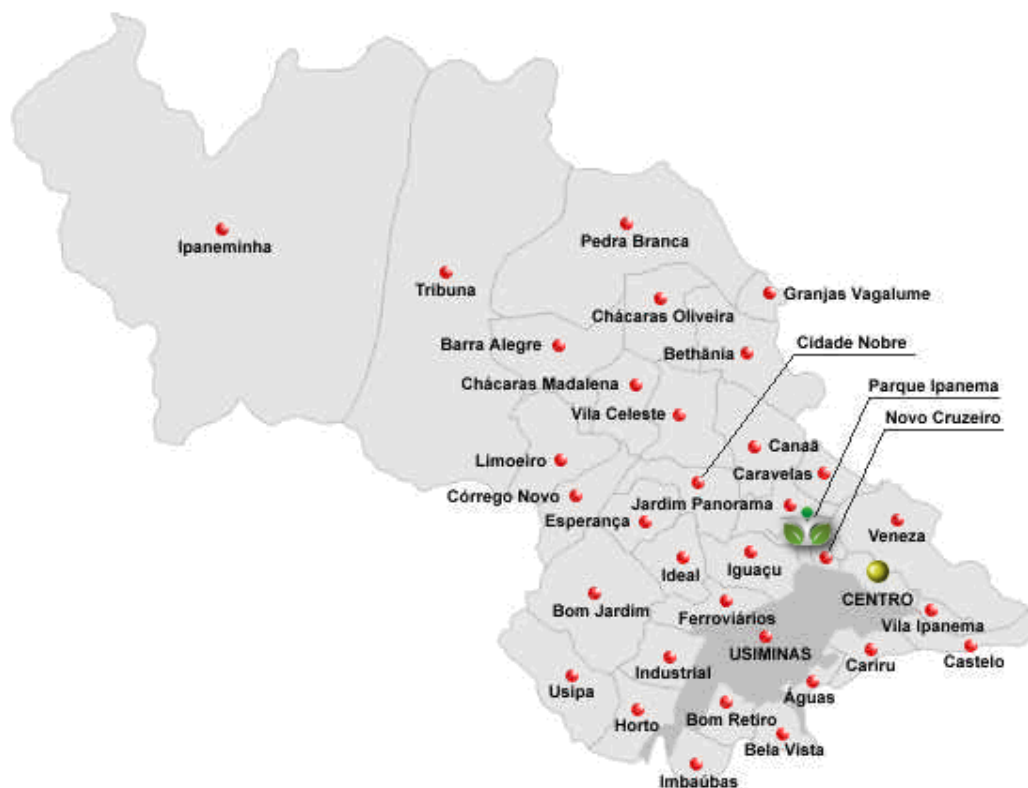 Ipaneminha
Pedra Branca
Tribuna
Granjas Vagalume
Chácaras Oliveira
Cidade Nobre
Barra Alegre
Bethânia
Chácaras Madalena
Parque Ipanema
Vila Celeste
Novo Cruzeiro
Canaã
Limoeiro
Caravelas
Córrego Novo
Jardim Panorama
Esperança
Veneza
Ideal
Iguaçu
CENTRO
Bom Jardim
Ferroviários
Vila Ipanema
USIMINAS
Cariru
Castelo
Industrial
Usipa
Águas
Horto
Bom Retiro
Bela Vista
Imbaúbas